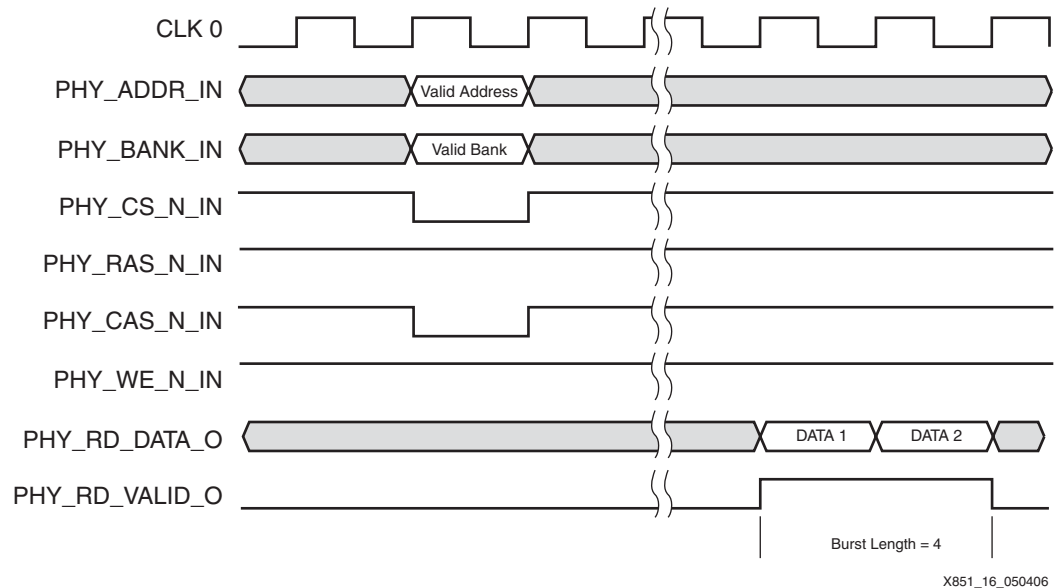 CLK 0
PHY_ADDR_IN
Valid Address
PHY_BANK_IN
Valid Bank
PHY_CS_N_IN
PHY_RAS_N_IN
PHY_CAS_N_IN
PHY_WE_N_IN
PHY_RD_DATA_O
DATA 1
DATA 2
PHY_RD_VALID_O
Burst Length = 4
X851_16_050406